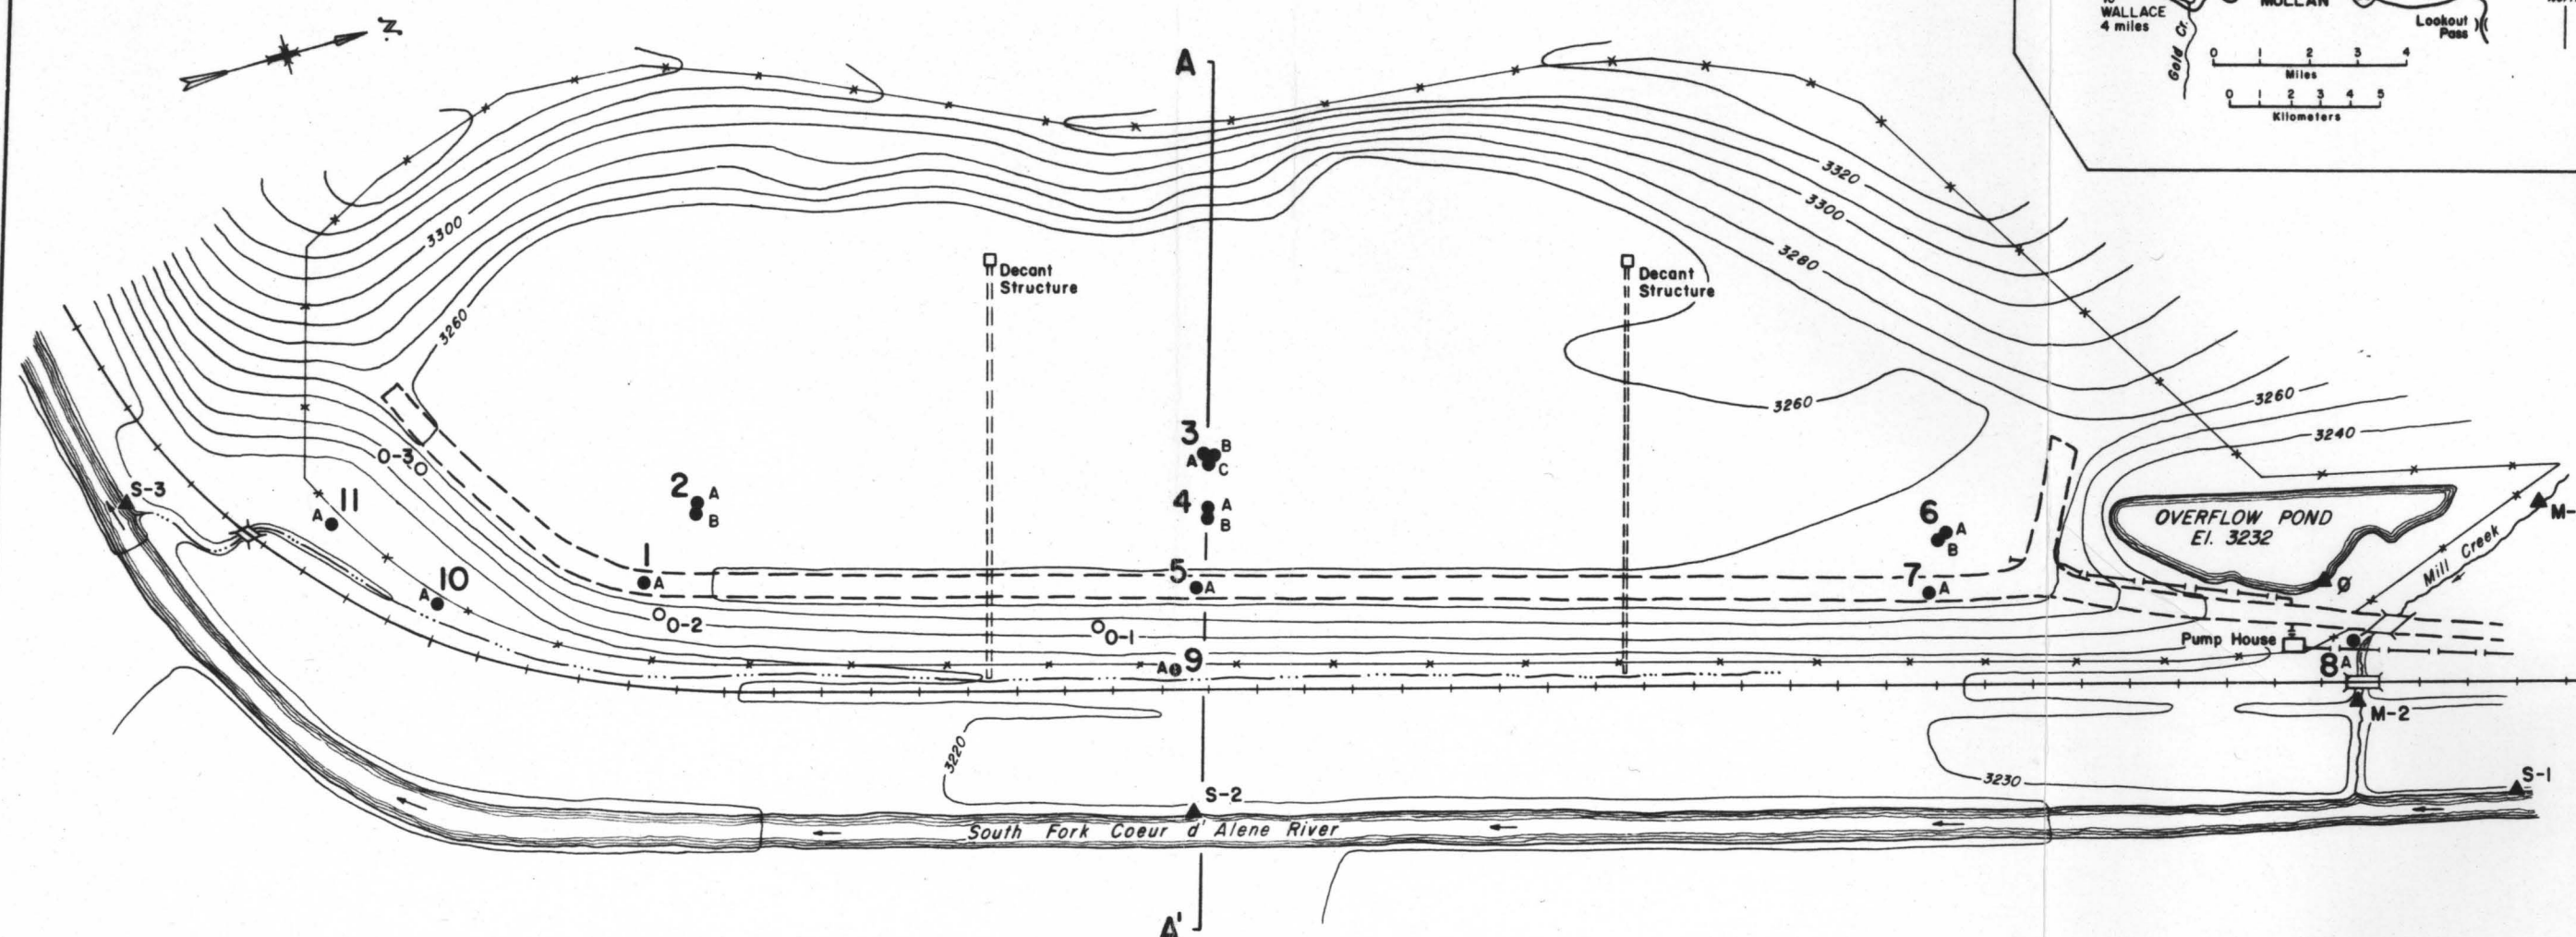 N
A
WALLACE
4 miles
MULLAN
Lookout
Pass
Gold Cr.
0 1 2 3 4
Miles
0 1 2 3 4 5
Kilometers
3320
3300
3300
3280
3260
Decant
Structure
Decant
Structure
3260
3260
3240
3
B
A
C
O-3
S-3
11
A
2
A
B
4
A
B
6
A
B
OVERFLOW POND
El. 3232
M-
Mill Creek
1
A
10
A
5
A
7
A
O-2
O-1
A
9
Pump House
8
A
M-2
3220
3230
S-1
S-2
South Fork Coeur d'Alene River
A'